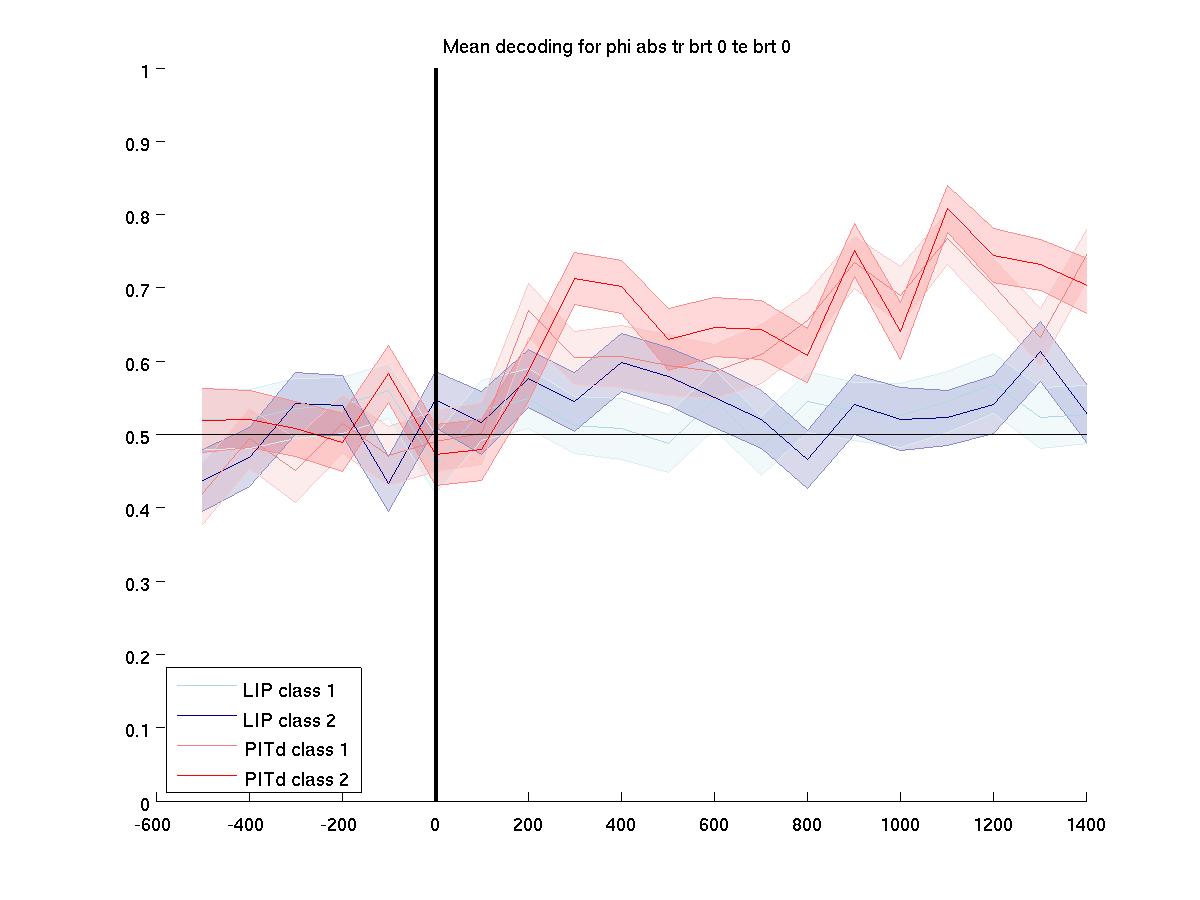 Mean decoding for phi abs tr brt 0 te brt 0
1
0.9
0.8
0.7
0.6
0.5
0.4
0.3
0.2
0.1
0
LIP class 1
LIP class 2
PITd class 1
PITd class 2
-600 -400 -200 0 200 400 600 800 1000 1200 1400